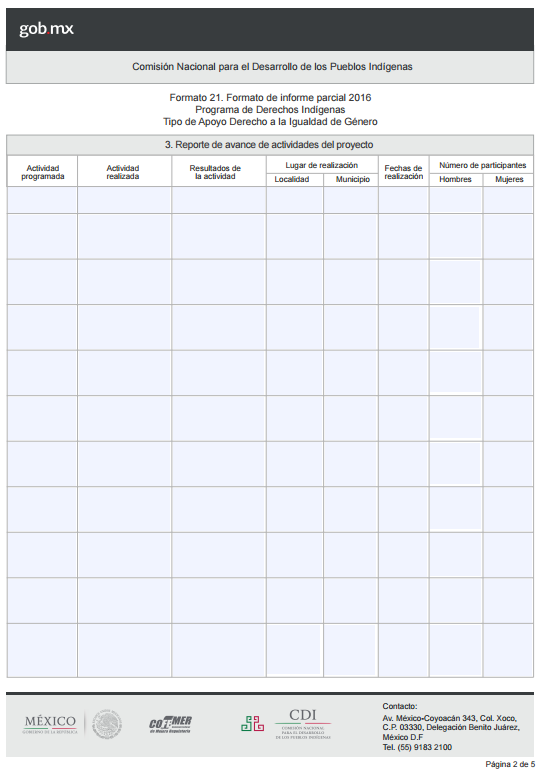 gob.mx
Comisión Nacional para el Desarrollo de los Pueblos Indígenas
Formato 21. Formato de informe parcial 2016
Programa de Derechos Indígenas
Tipo de Apoyo Derecho a la Igualdad de Género
3. Reporte de avance de actividades del proyecto
Actividad
programada
Actividad
realizada
Resultados de
la actividad
Lugar de realización
Localidad
Municipio
Fechas de
realización
Número de participantes
Hombres
Mujeres
MÉXICO
GOBIERNO DE LA REPÚBLICA
COFEMER
de Mejora Regulatoria
CDI
COMISIÓN NACIONAL
PARA EL DESARROLLO
DE LOS PUEBLOS INDÍGENAS
Contacto:
Av. México-Coyoacán 343, Col. Xoco,
C.P. 03330, Delegación Benito Juárez,
México D.F
Tel. (55) 9183 2100
Página 2 de 5